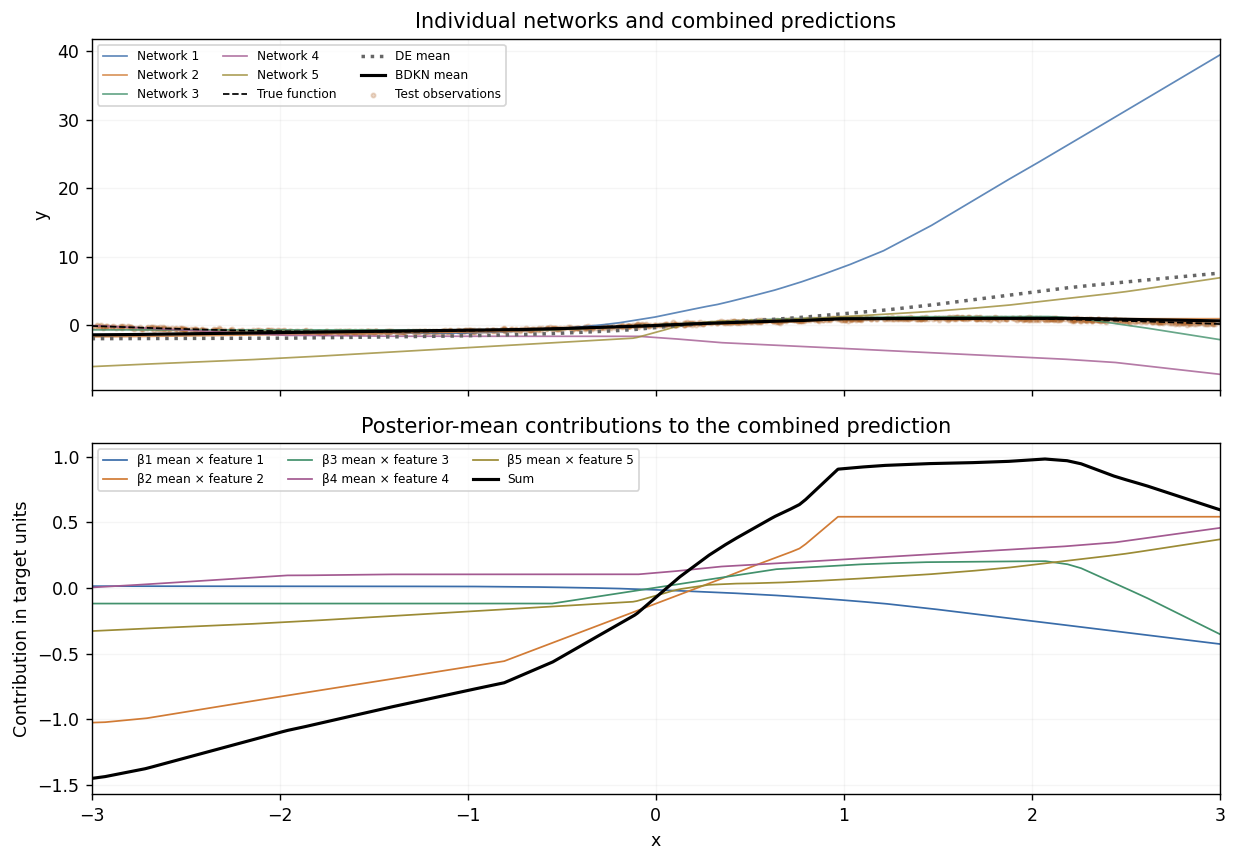 Individual networks and combined predictions
Network 1
Network 2
Network 3
Network 4
Network 5
True function
DE mean
BDKN mean
Test observations
40
30
20
10
0
y
Posterior-mean contributions to the combined prediction
β1 mean × feature 1
β2 mean × feature 2
β3 mean × feature 3
β4 mean × feature 4
β5 mean × feature 5
Sum
1.0
0.5
0.0
−0.5
−1.0
−1.5
Contribution in target units
−3 −2 −1 0 1 2 3
x